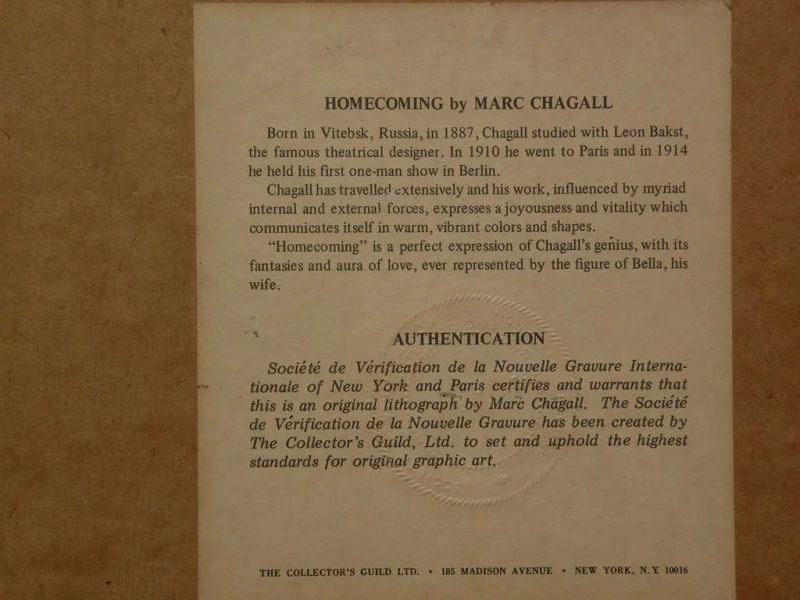 HOMECOMING by MARC CHAGALL
Born in Vitebsk, Russia, in 1887, Chagall studied with Leon Bakst,
the famous theatrical designer. In 1910 he went to Paris and in 1914
he held his first one-man show in Berlin.
Chagall has travelled extensively and his work, influenced by myriad
internal and external forces, expresses a joyousness and vitality which
communicates itself in warm, vibrant colors and shapes.
"Homecoming" is a perfect expression of Chagall's genius, with its
fantasies and aura of love, ever represented by the figure of Bella, his
wife.
AUTHENTICATION
Société de Vérification de la Nouvelle Gravure Interna-
tionale of New York and Paris certifies and warrants that
this is an original lithograph by Marc Chagall. The Société
de Vérification de la Nouvelle Gravure has been created by
The Collector's Guild, Ltd. to set and uphold the highest
standards for original graphic art.
THE COLLECTOR'S GUILD LTD. • 185 MADISON AVENUE • NEW YORK, N.Y. 10016